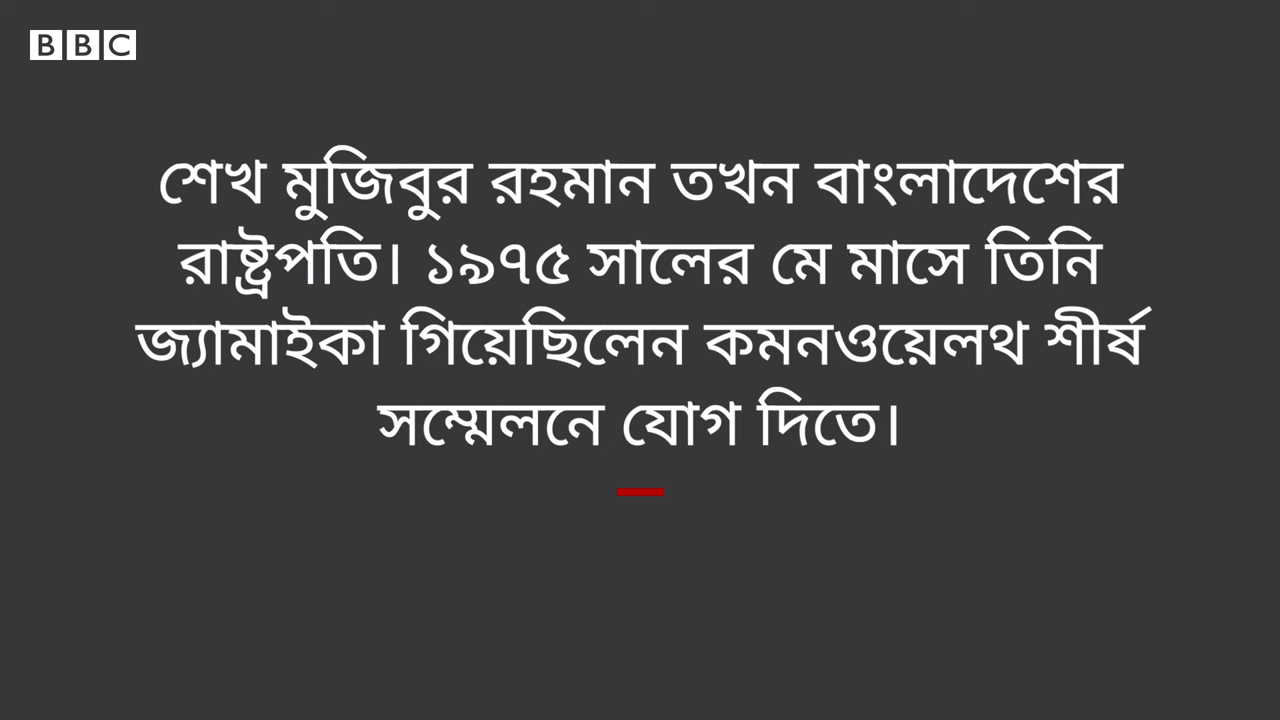 BBC
শেখ মুজিবুর রহমান তখন বাংলাদেশের
রাষ্ট্রপতি। ১৯৭৫ সালের মে মাসে তিনি
জ্যামাইকা গিয়েছিলেন কমনওয়েলথ শীর্ষ
সম্মেলনে যোগ দিতে।